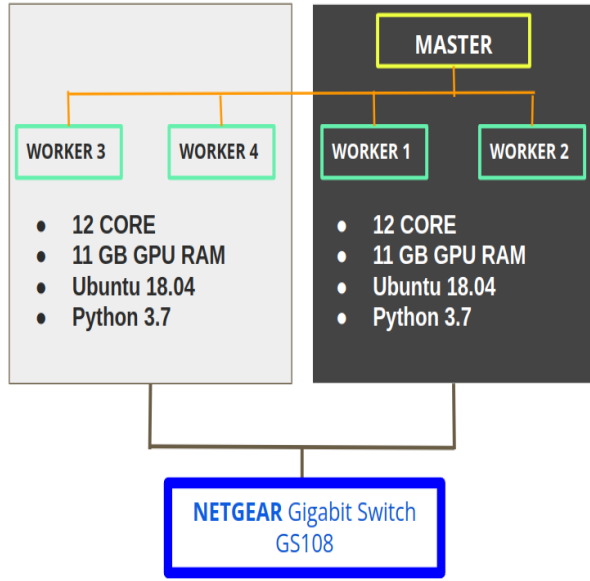 MASTER
WORKER 3
WORKER 4
WORKER 1
WORKER 2
● 12 CORE
● 11 GB GPU RAM
● Ubuntu 18.04
● Python 3.7
● 12 CORE
● 11 GB GPU RAM
● Ubuntu 18.04
● Python 3.7
NETGEAR Gigabit Switch
GS108